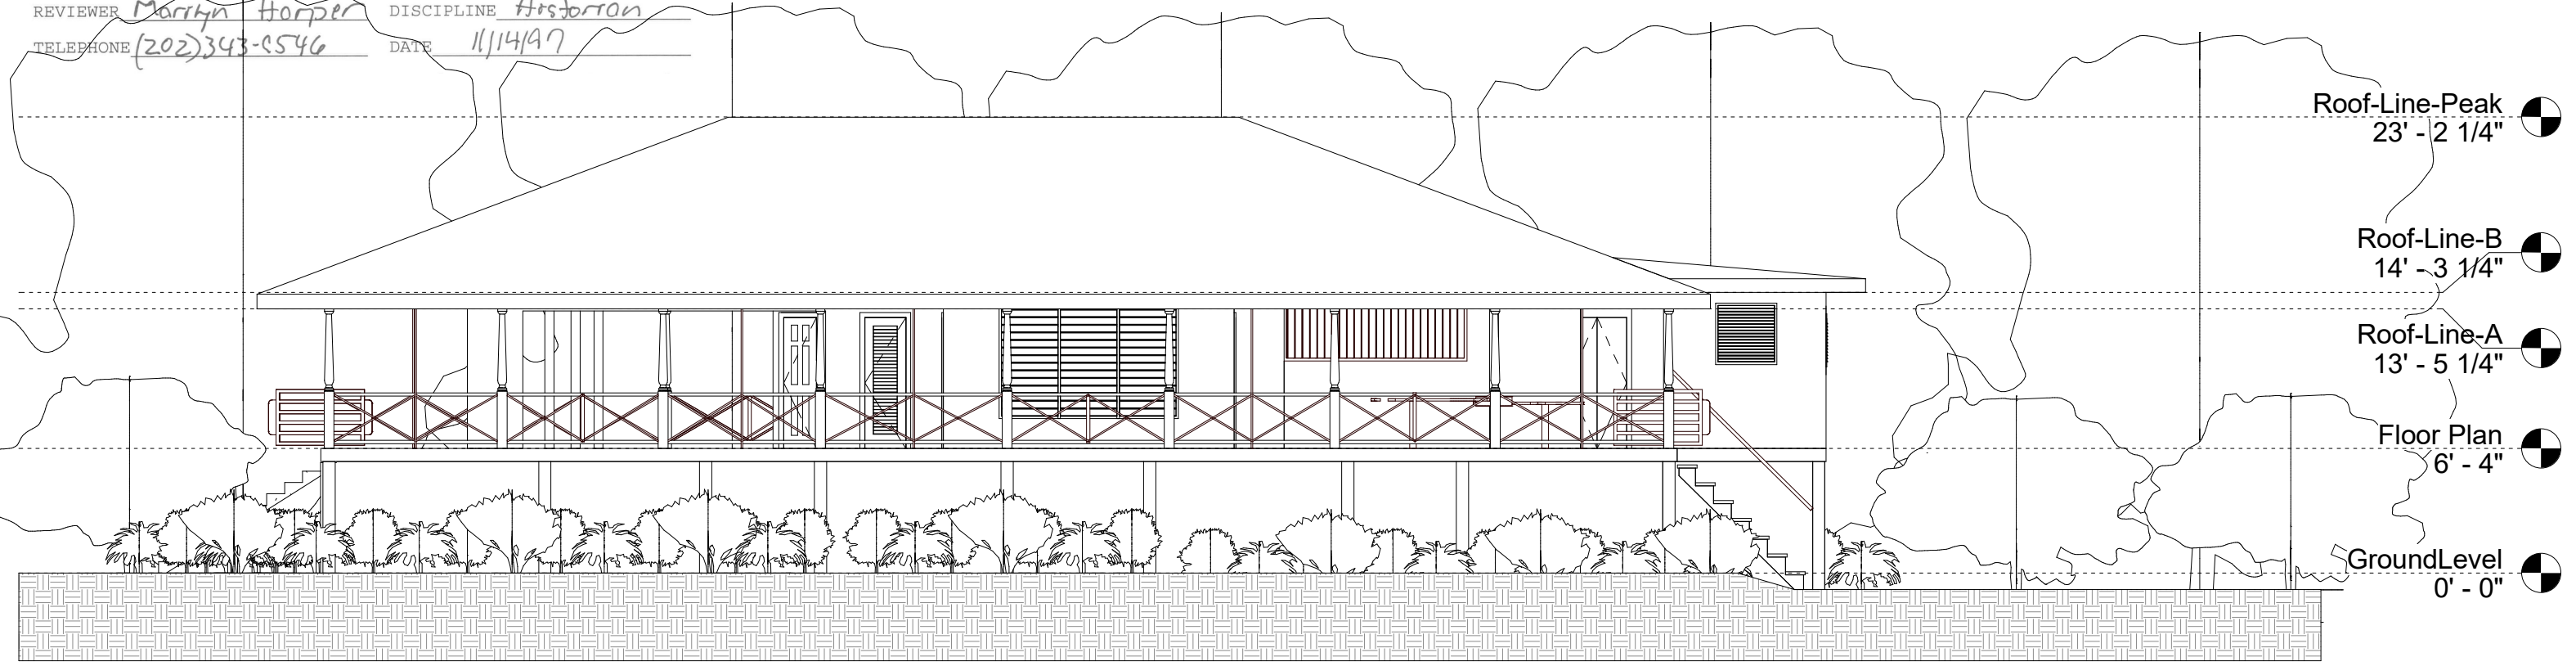 REVIEWER Marilyn Harper DISCIPLINE Historian
TELEPHONE (202)343- DATE 11/14/97
Roof-Line-Peak
23' - 2 1/4"
Roof-Line-B
14' - 3 1/4"
Roof-Line-A
13' - 5 1/4"
Floor Plan
6' - 4"
GroundLevel
0' - 0"